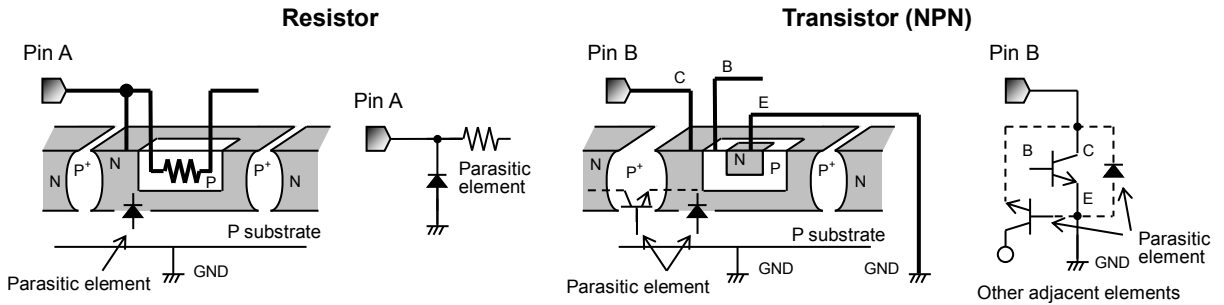 Resistor
Transistor (NPN)
Pin A
Pin A
N
P+
N
P
P+
N
Parasitic
element
P substrate
GND
Parasitic element
Pin B
C
B
E
N
P+
N
P
P+
N
P substrate
GND
GND
Parasitic element
Pin B
B
C
E
Parasitic
element
GND
Other adjacent elements